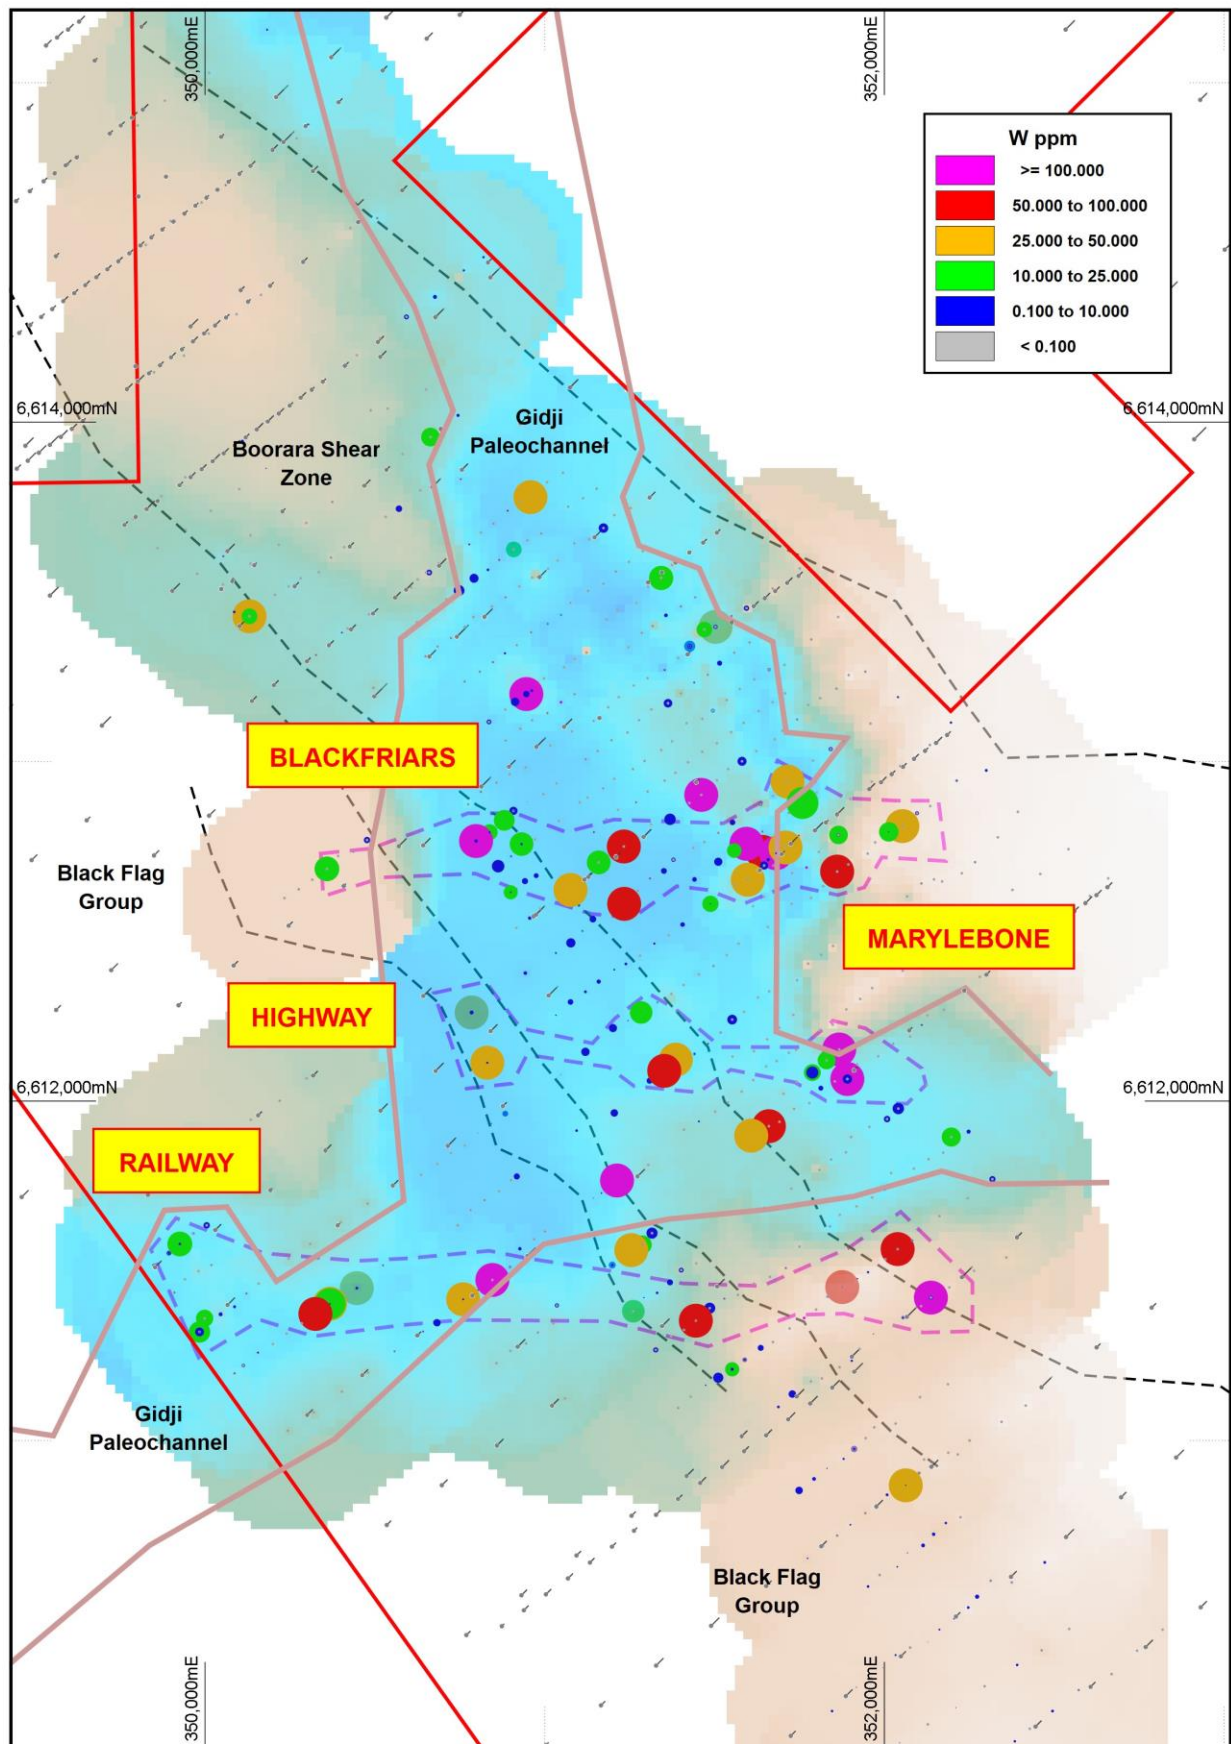 350,000mE
352,000mE
W ppm
>= 100.000
50.000 to 100.000
25.000 to 50.000
10.000 to 25.000
0.100 to 10.000
< 0.100
6,614,000mN
6,614,000mN
Gidji
Paleochannel
Boorara Shear
Zone
BLACKFRIARS
Black Flag
Group
MARYLEBONE
HIGHWAY
6,612,000mN
6,612,000mN
RAILWAY
Gidji
Paleochannel
Black Flag
Group
350,000mE
352,000mE